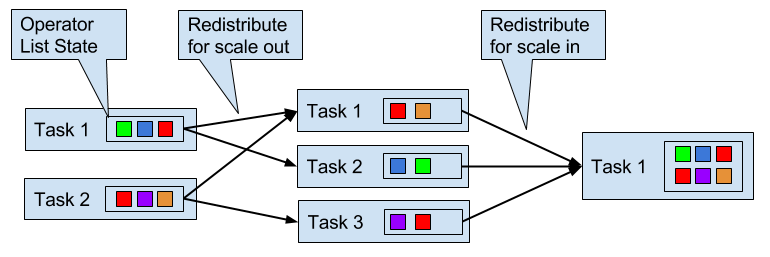 Operator
List State
Redistribute
for scale out
Redistribute
for scale in
Task 1
Task 2
Task 1
Task 2
Task 3
Task 1